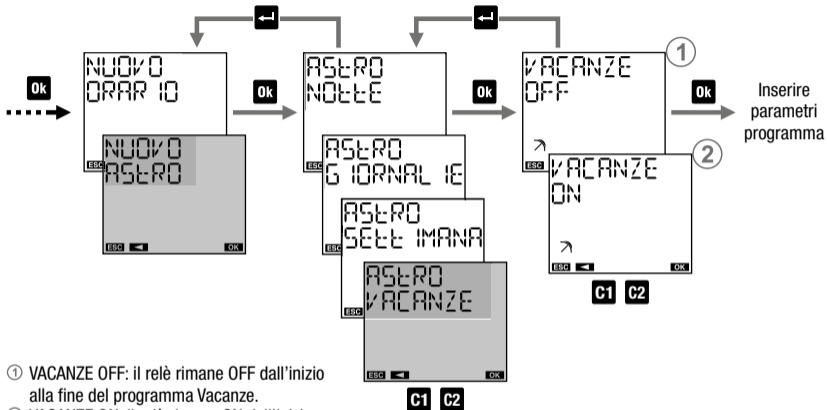 Ok
NUOVO
ORARIO
ESC
NUOVO
ASTRO
ESC
OK
Ok
ASTRO
NOTTE
ASTRO
GIORNALIE
ESC
ASTRO
SETTIMANA
ESC
ASTRO
VACANZE
ESC
OK
C1 C2
Ok
VACANZE
OFF
ESC
①
VACANZE
ON
ESC
OK
②
C1 C2
Ok
Inserire
parametri
programma
① VACANZE OFF: il relè rimane OFF dall'inizio
alla fine del programma Vacanze.